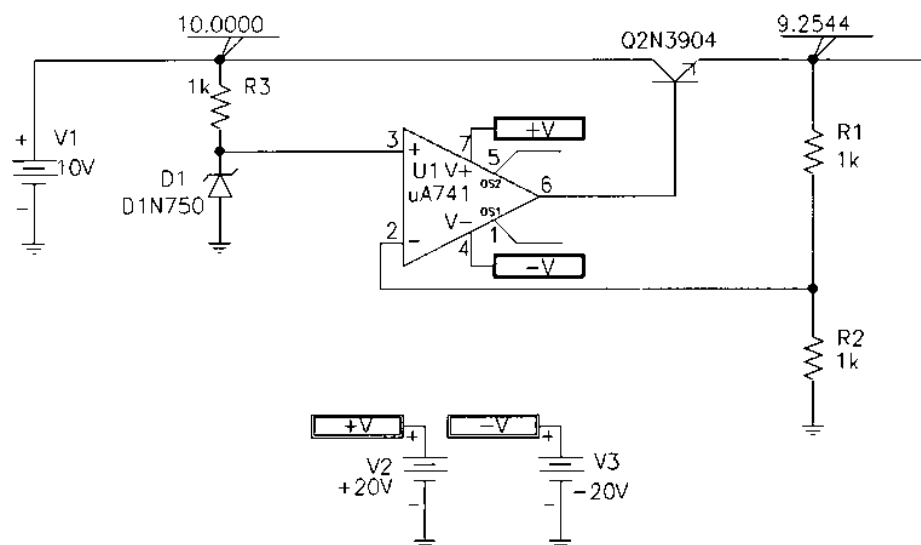 10.0000
9.2544
Q2N3904
1k
R3
+
V1
10V
-
3
+
7
+V
U1
V+
5
OS2
uA741
6
D1
D1N750
R1
1k
OS1
V-
1
2
-
4
-V
R2
1k
+V
+
-V
+
V2
+20V
-
V3
-20V
-